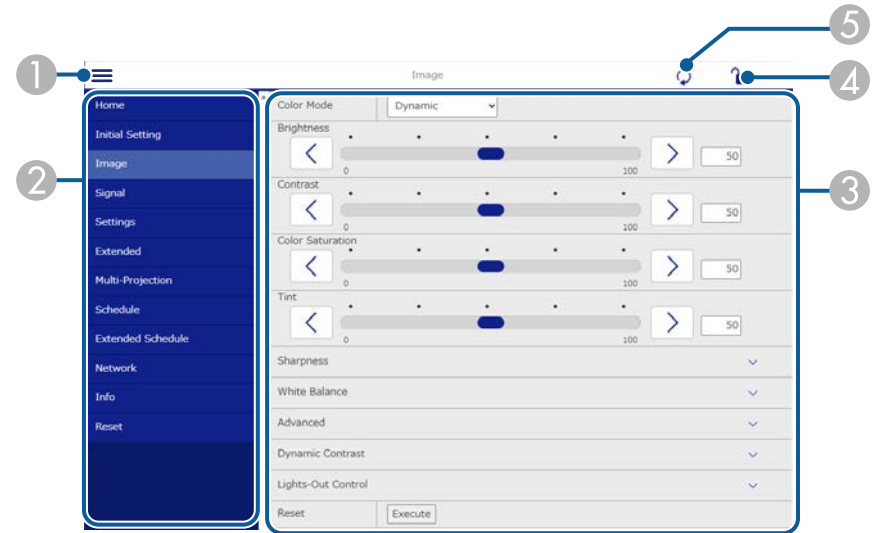 5
1
Image
4
Home
»
Color Mode
Dynamic
Initial Setting
Brightness
0
100
50
Image
2
Signal
Contrast
0
100
50
3
Settings
Extended
Color Saturation
0
100
50
Multi-Projection
Schedule
Tint
0
100
50
Extended Schedule
Network
Sharpness
Info
White Balance
Reset
Advanced
Dynamic Contrast
Lights-Out Control
Reset
Execute